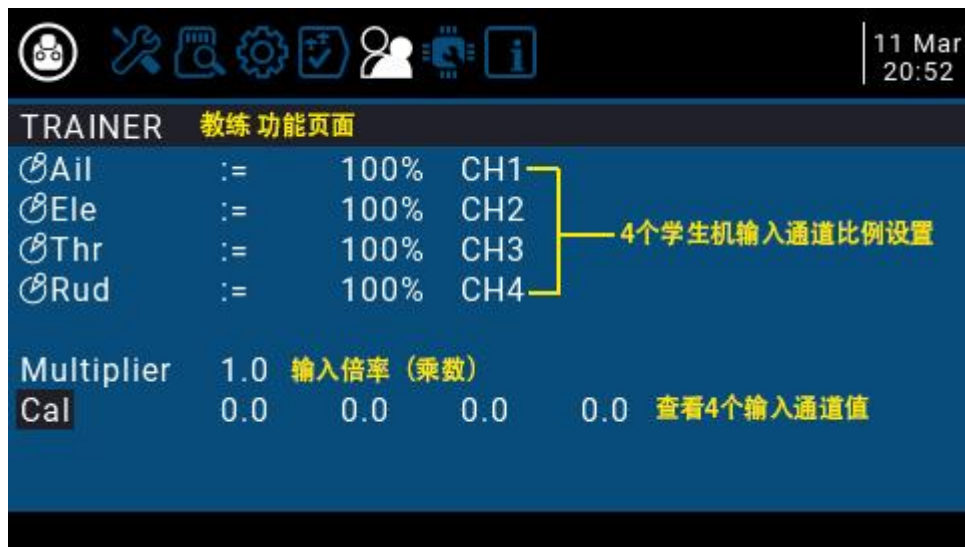 11 Mar
20:52
TRAINER 教练 功能页面
Ail := 100% CH1
Ele := 100% CH2
4个学生机输入通道比例设置
Thr := 100% CH3
Rud := 100% CH4
Multiplier 1.0 输入倍率（乘数）
Cal 0.0 0.0 0.0 0.0 查看4个输入通道值